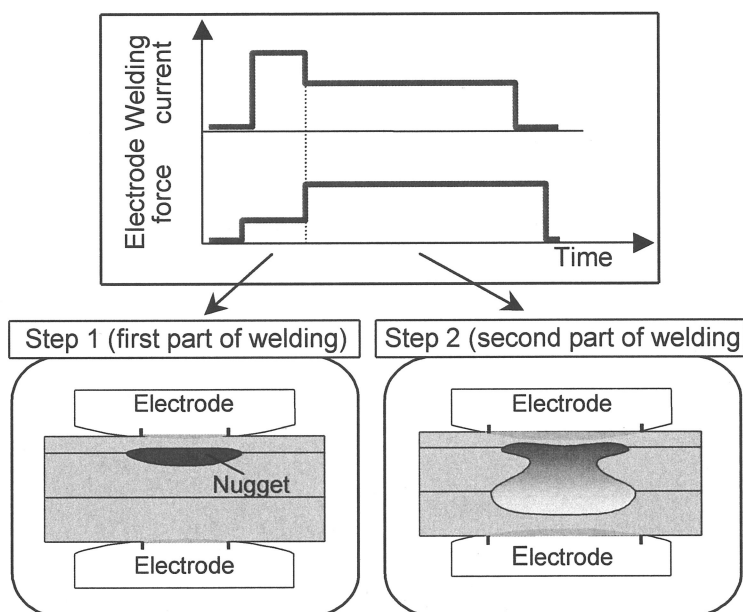 Electrode Welding
force current
Time
Step 1 (first part of welding)
Step 2 (second part of welding
Electrode
Nugget
Electrode
Electrode
Electrode